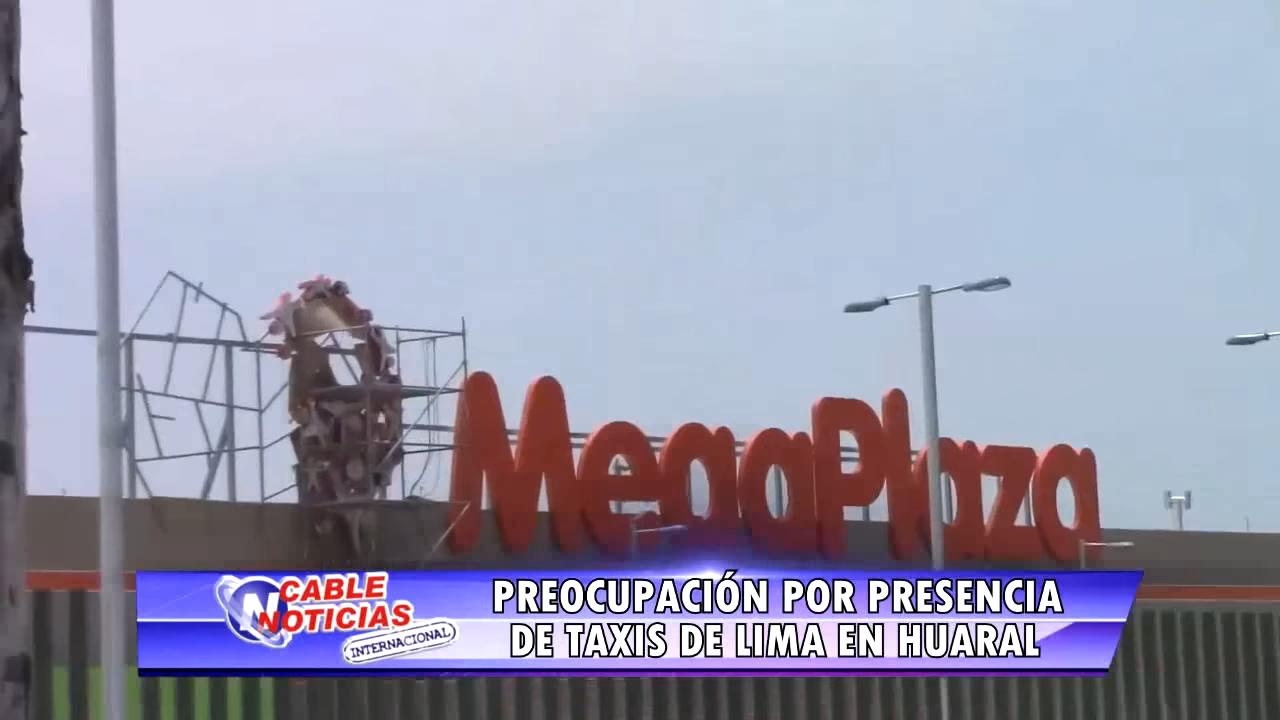 MegaPlaza
CABLE
NOTICIAS
INTERNACIONAL
PREOCUPACIÓN POR PRESENCIA
DE TAXIS DE LIMA EN HUARAL